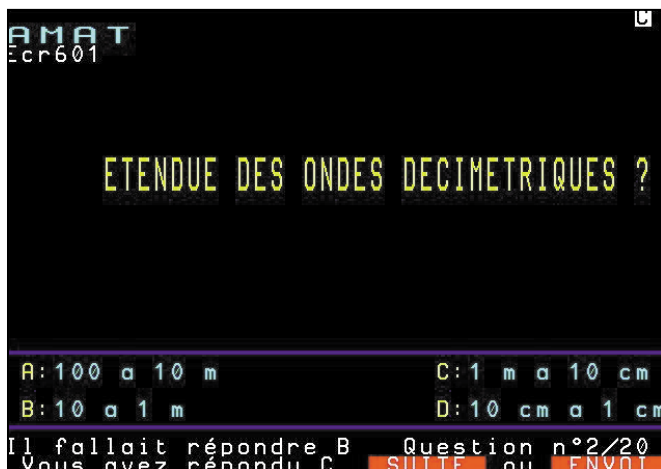 C
AMAT
Ecr601
ETENDUE DES ONDES DECIMETRIQUES ?
A:100 a 10 m C:1 m a 10 cm
B:10 a 1 m D:10 cm a 1 cm
Il fallait répondre B Question n°2/20
Vous avez répondu C SUITE ou ENVOI